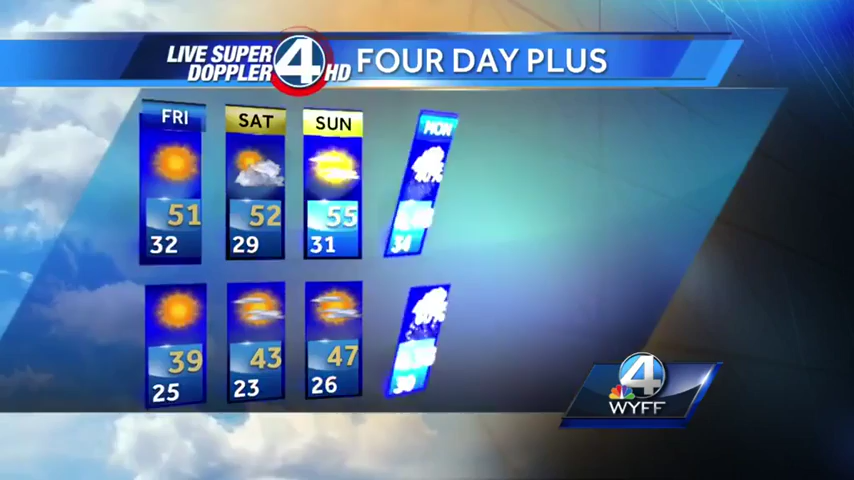 LIVE SUPER
DOPPLER 4 HD
FOUR DAY PLUS
FRI SAT SUN MON
51 52 55
32 29 31 34
39 43 47
25 23 26
4
WYFF